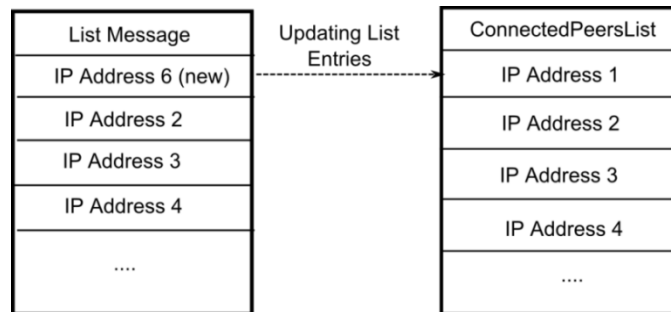 List Message
IP Address 6 (new)
IP Address 2
IP Address 3
IP Address 4
....
Updating List
Entries
ConnectedPeersList
IP Address 1
IP Address 2
IP Address 3
IP Address 4
....